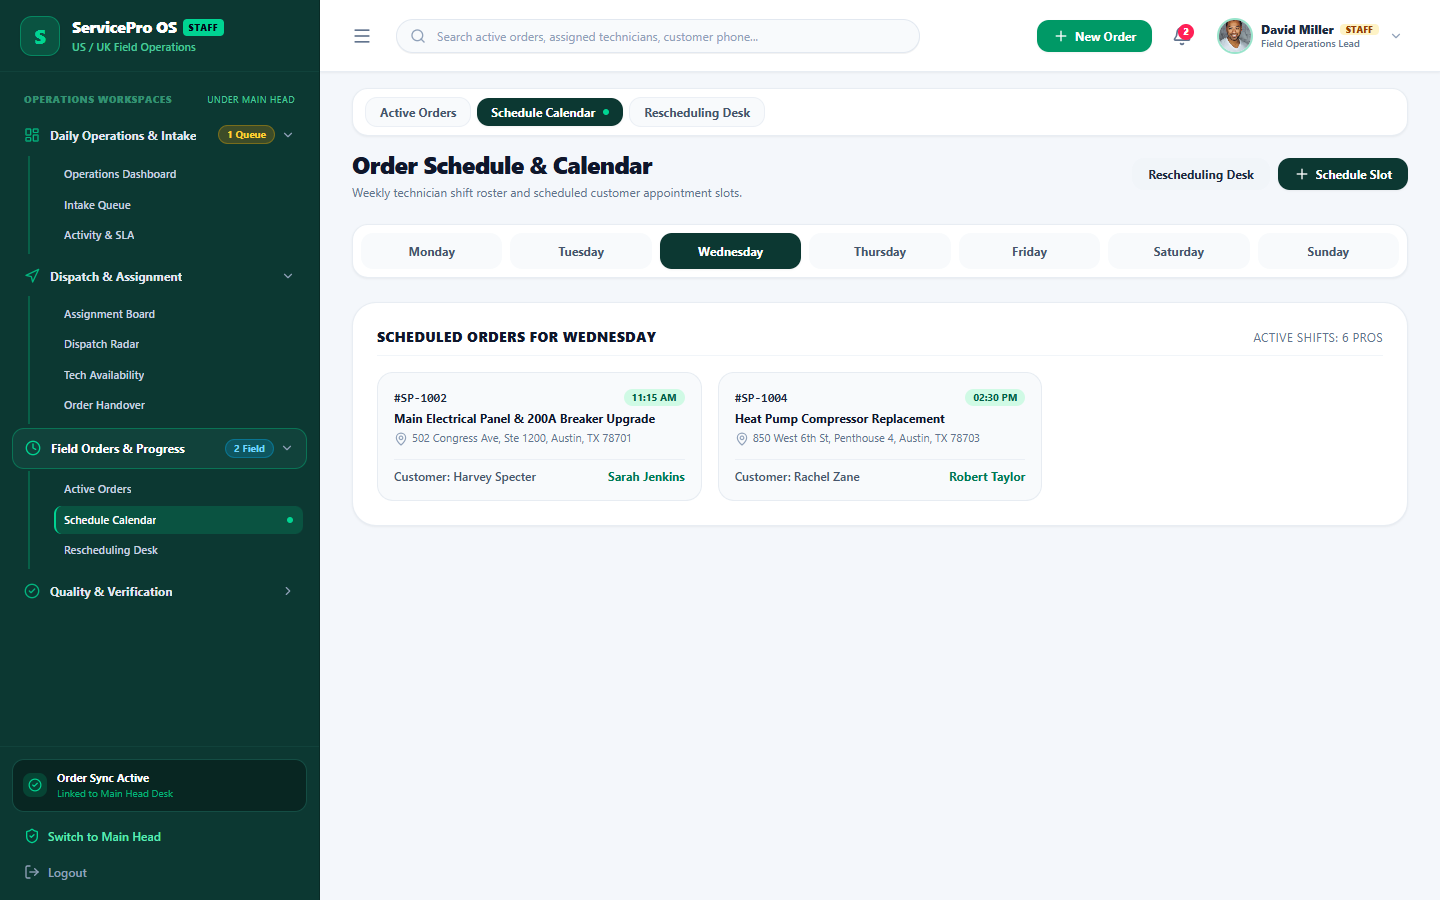 S
ServicePro OS STAFF
US / UK Field Operations
OPERATIONS WORKSPACES UNDER MAIN HEAD
Daily Operations & Intake 1 Queue
Operations Dashboard
Intake Queue
Activity & SLA
Dispatch & Assignment
Assignment Board
Dispatch Radar
Tech Availability
Order Handover
Field Orders & Progress 2 Field
Active Orders
Schedule Calendar
Rescheduling Desk
Quality & Verification
Order Sync Active
Linked to Main Head Desk
Switch to Main Head
Logout
Search active orders, assigned technicians, customer phone...
New Order
2
David Miller STAFF
Field Operations Lead
Active Orders Schedule Calendar Rescheduling Desk
Order Schedule & Calendar
Weekly technician shift roster and scheduled customer appointment slots.
Rescheduling Desk Schedule Slot
Monday Tuesday Wednesday Thursday Friday Saturday Sunday
SCHEDULED ORDERS FOR WEDNESDAY ACTIVE SHIFTS: 6 PROS
#SP-1002 11:15 AM
Main Electrical Panel & 200A Breaker Upgrade
502 Congress Ave, Ste 1200, Austin, TX 78701
Customer: Harvey Specter Sarah Jenkins
#SP-1004 02:30 PM
Heat Pump Compressor Replacement
850 West 6th St, Penthouse 4, Austin, TX 78703
Customer: Rachel Zane Robert Taylor